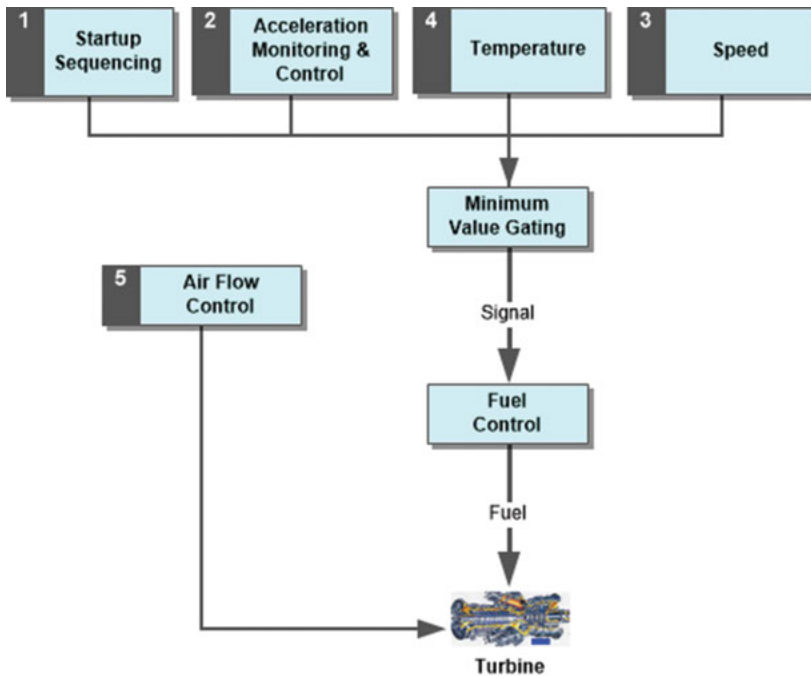 1
Startup
Sequencing
2
Acceleration
Monitoring &
Control
4
Temperature
3
Speed
Minimum
Value Gating
5
Air Flow
Control
Signal
Fuel
Control
Fuel
Turbine